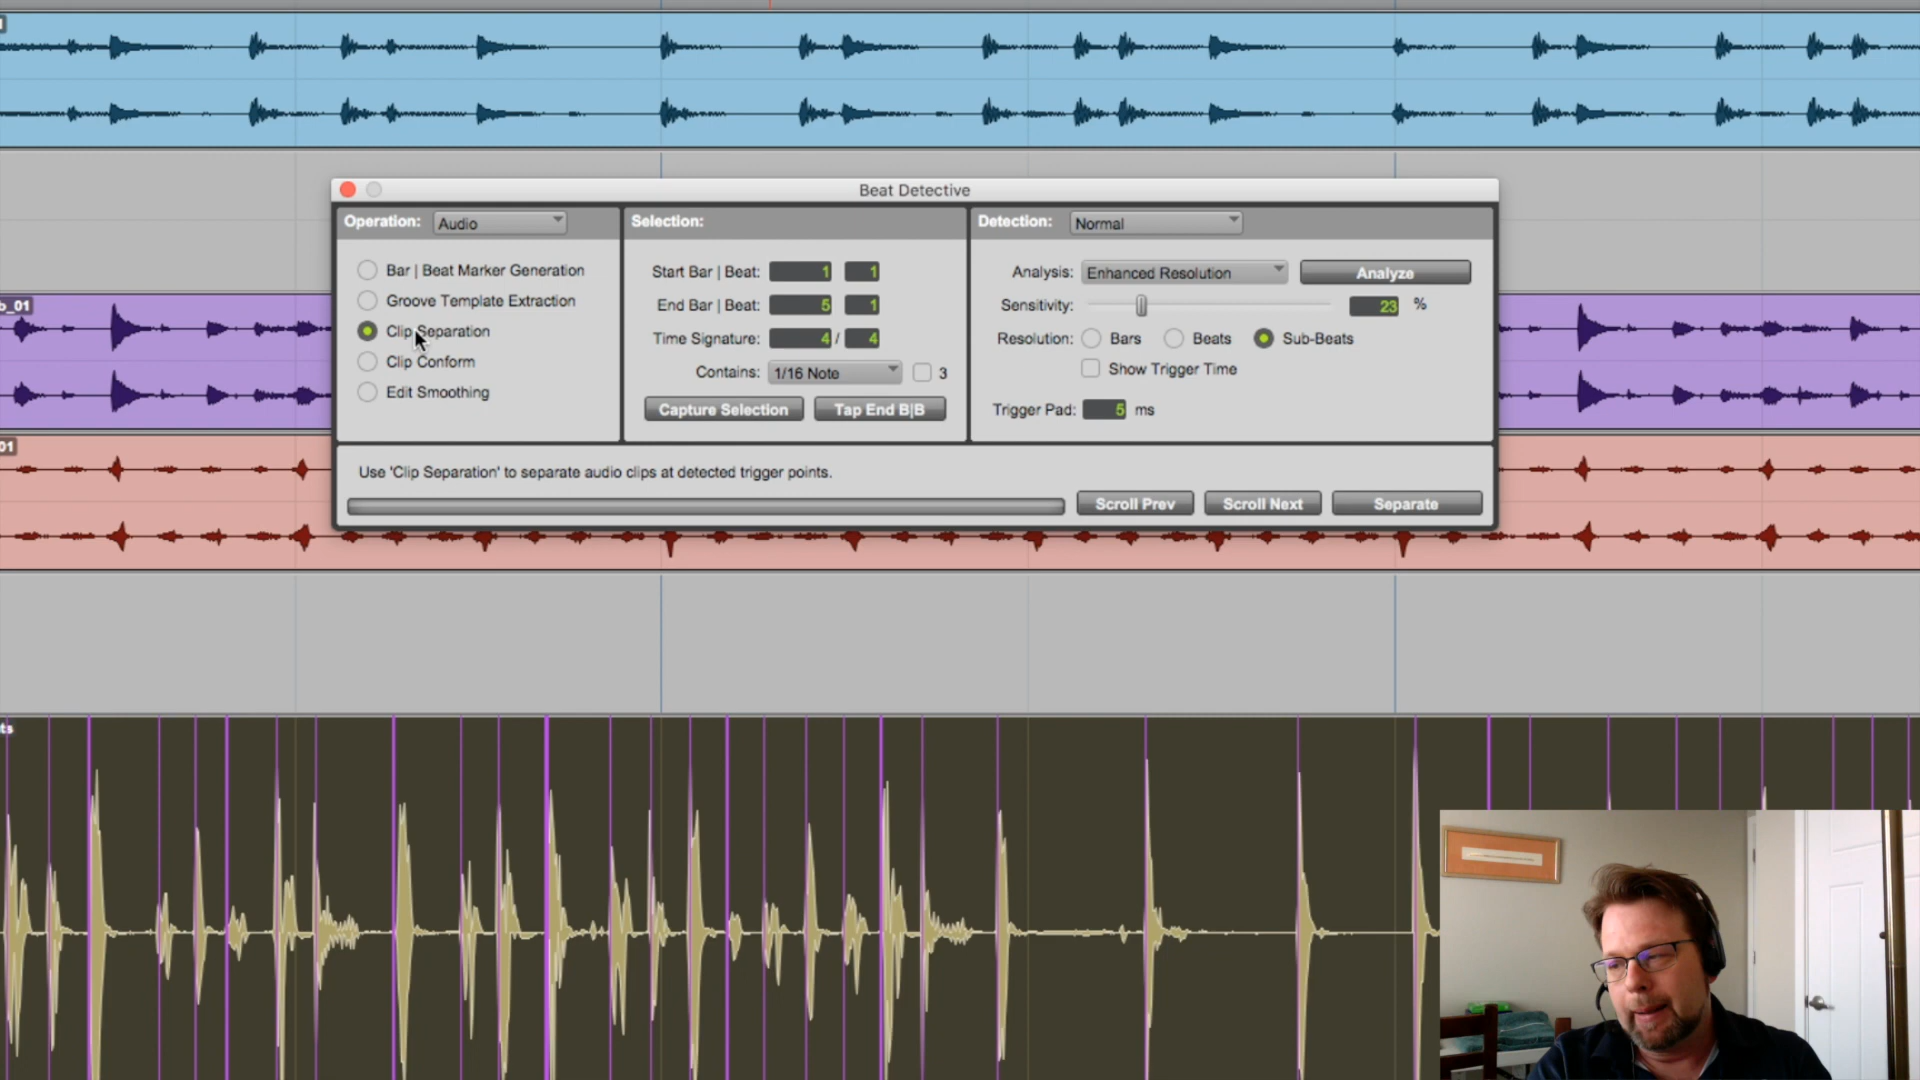 Beat Detective
Operation: Audio
Bar | Beat Marker Generation
Groove Template Extraction
Clip Separation
Clip Conform
Edit Smoothing
Selection:
Start Bar | Beat: 1 1
End Bar | Beat: 5 1
Time Signature: 4 / 4
Contains: 1/16 Note 3
Capture Selection Tap End B|B
Detection: Normal
Analysis: Enhanced Resolution Analyze
Sensitivity: 23 %
Resolution: Bars Beats Sub-Beats
Show Trigger Time
Trigger Pad: 5 ms
Use 'Clip Separation' to separate audio clips at detected trigger points.
Scroll Prev Scroll Next Separate
b_01
01
ts